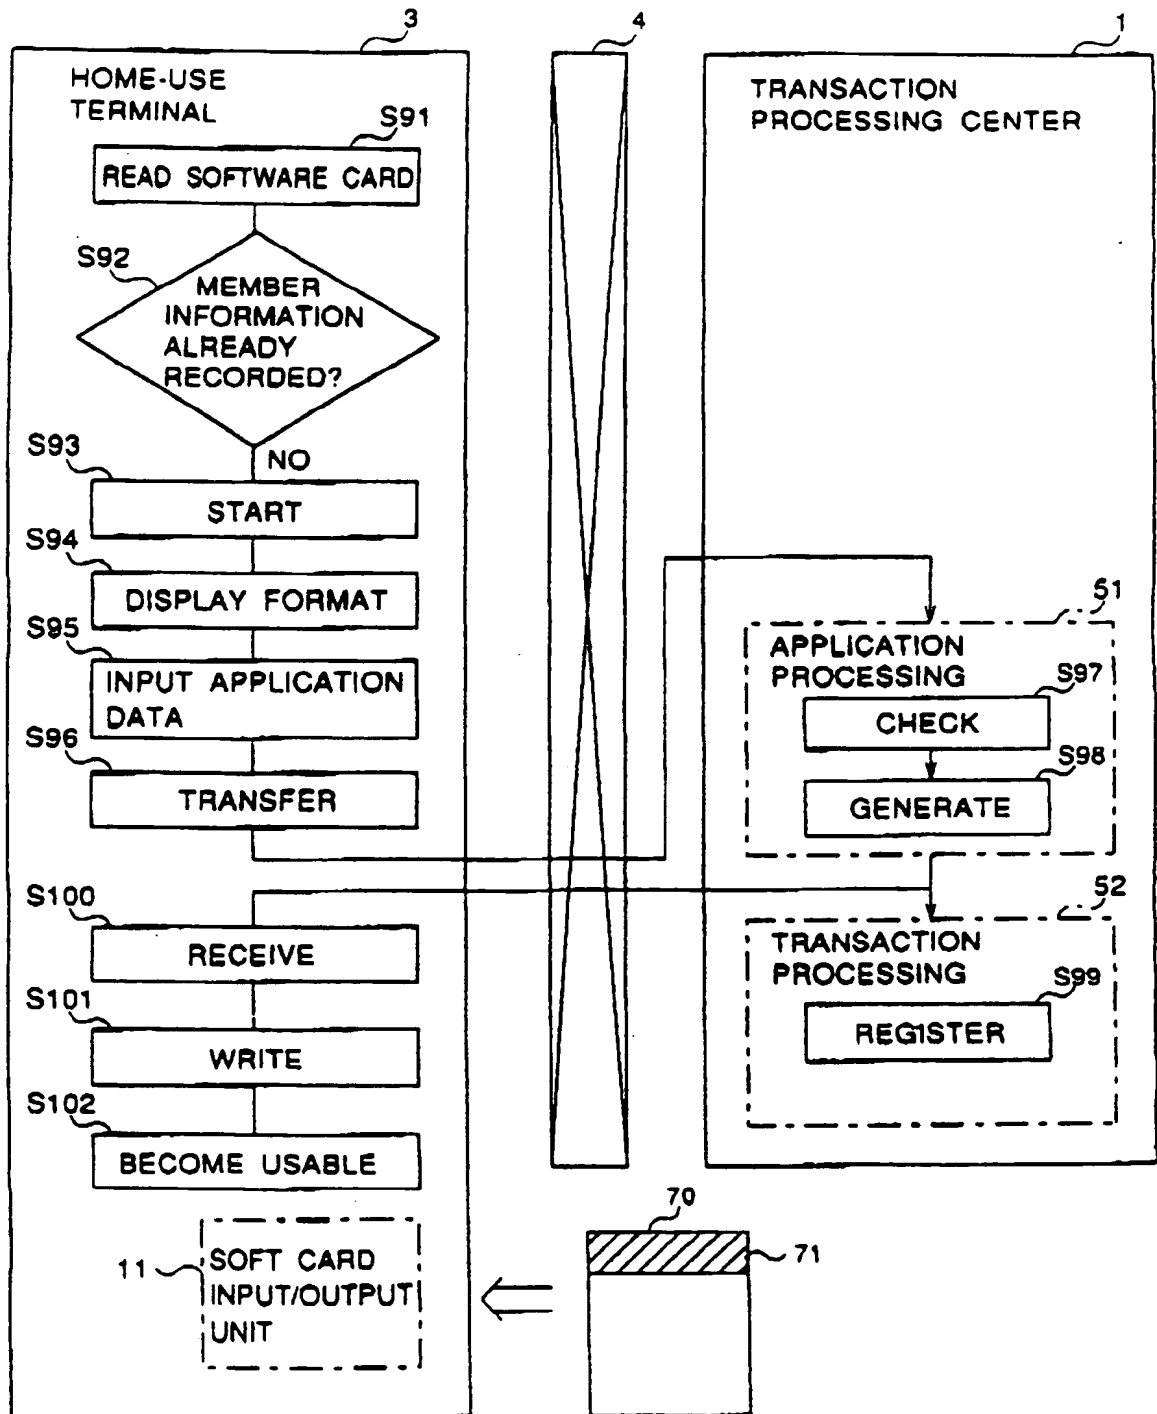 3
4
1
HOME-USE
TERMINAL
TRANSACTION
PROCESSING CENTER
S91
READ SOFTWARE CARD
S92
MEMBER
INFORMATION
ALREADY
RECORDED?
NO
S93
START
S94
DISPLAY FORMAT
S95
INPUT APPLICATION
DATA
S96
TRANSFER
51
APPLICATION
PROCESSING
S97
CHECK
S98
GENERATE
52
TRANSACTION
PROCESSING
S99
REGISTER
S100
RECEIVE
S101
WRITE
S102
BECOME USABLE
11
SOFT CARD
INPUT/OUTPUT
UNIT
70
71